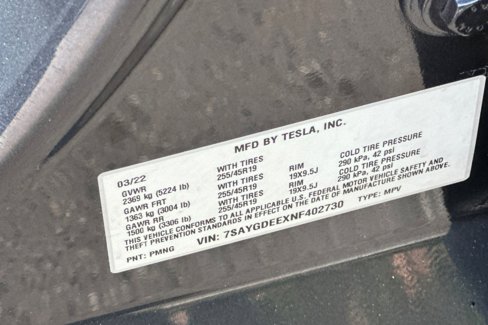 MFD BY TESLA, INC.
03/22
GVWR WITH TIRES RIM COLD TIRE PRESSURE
2369 kg (5224 lb) 255/45R19 19X9.5J 290 kPa, 42 psi
GAWR FRT WITH TIRES RIM COLD TIRE PRESSURE
1363 kg (3004 lb) 255/45R19 19X9.5J 290 kPa, 42 psi
GAWR RR
1500 kg (3306 lb) 255/45R19
THIS VEHICLE CONFORMS TO ALL APPLICABLE U.S. FEDERAL MOTOR VEHICLE SAFETY AND
THEFT PREVENTION STANDARDS IN EFFECT ON THE DATE OF MANUFACTURE SHOWN ABOVE.
PNT: PMNG VIN: 7SAYGDEEXNF402730 TYPE: MPV